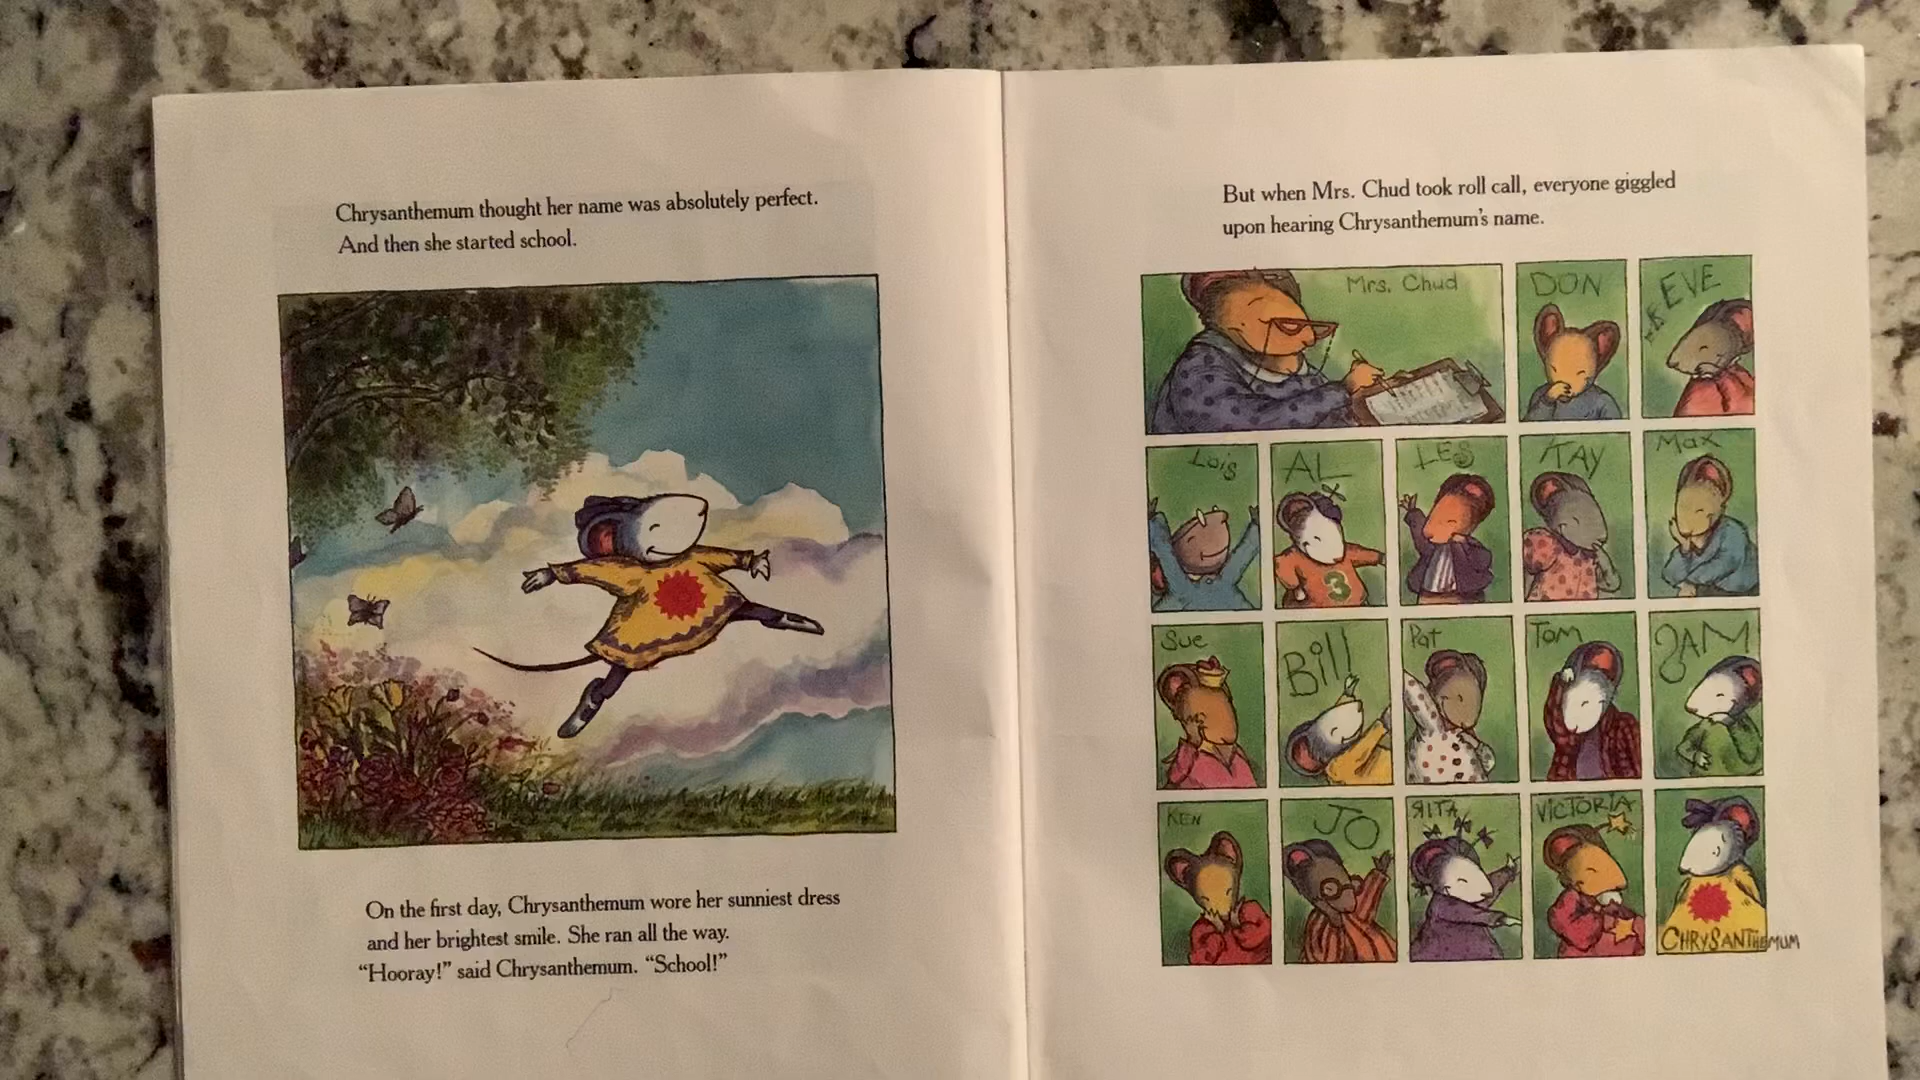 Chrysanthemum thought her name was absolutely perfect.
And then she started school.
On the first day, Chrysanthemum wore her sunniest dress
and her brightest smile. She ran all the way.
“Hooray!” said Chrysanthemum. “School!”
But when Mrs. Chud took roll call, everyone giggled
upon hearing Chrysanthemum’s name.
Mrs. Chud
DON
EVE
Lois
AL
3
LES
KAY
Max
Sue
Bill
Pat
Tom
SAM
KEN
JO
RITA
VICTORIA
CHRYSANTHEMUM